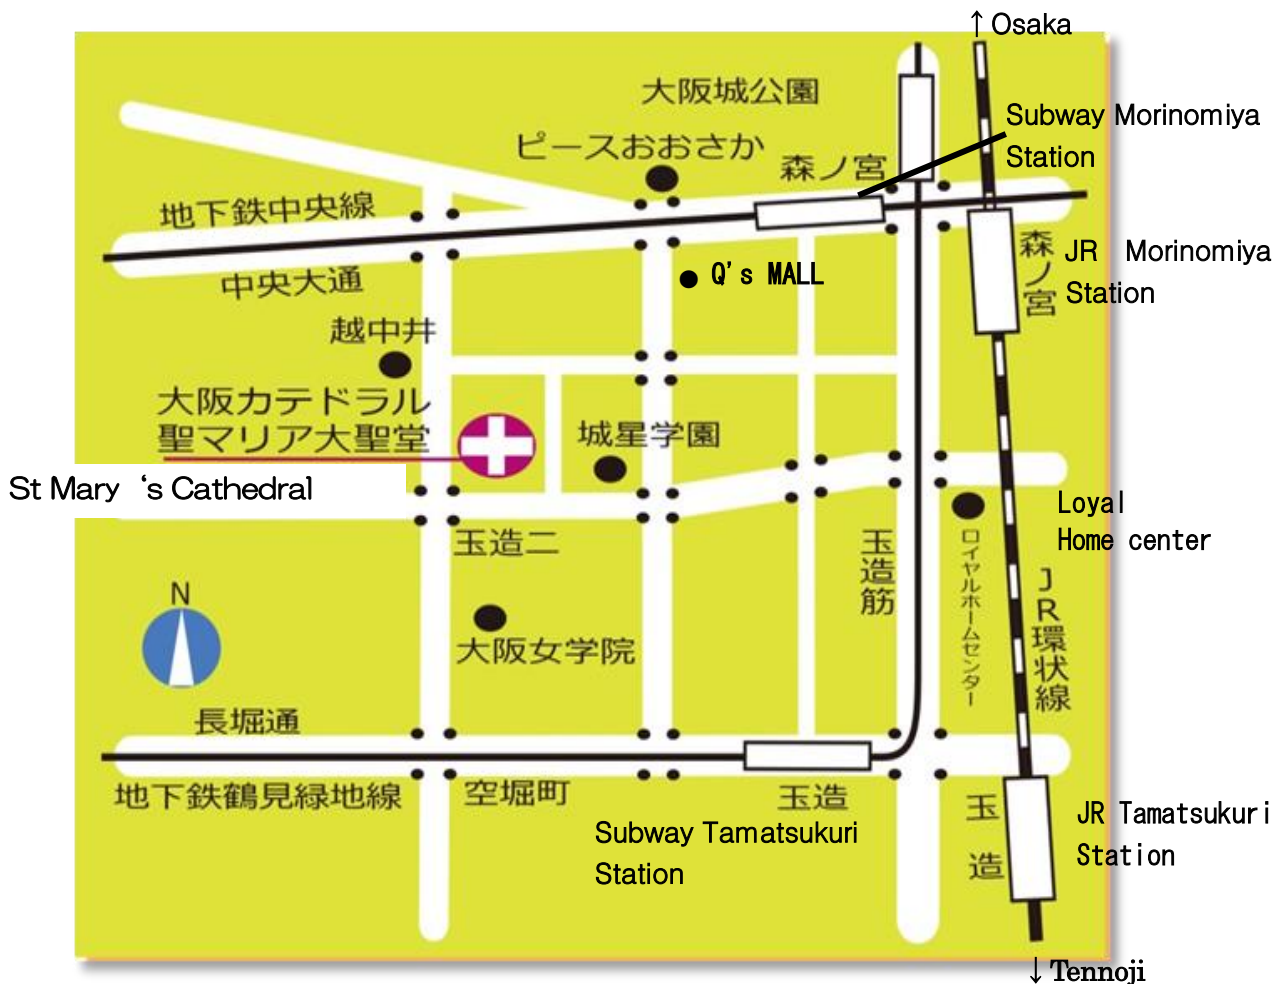 ↑ Osaka
大阪城公園
Subway Morinomiya
Station
ピースおおさか
森ノ宮
地下鉄中央線
中央大通
Q's MALL
森ノ宮
JR Morinomiya
Station
越中井
大阪カテドラル
聖マリア大聖堂
城星学園
St Mary ‘s Cathedral
Loyal
Home center
玉造二
玉造筋
ロイヤルホームセンター
JR環状線
N
大阪女学院
長堀通
地下鉄鶴見緑地線
空堀町
玉造
Subway Tamatsukuri
Station
玉造
JR Tamatsukuri
Station
↓ Tennoji